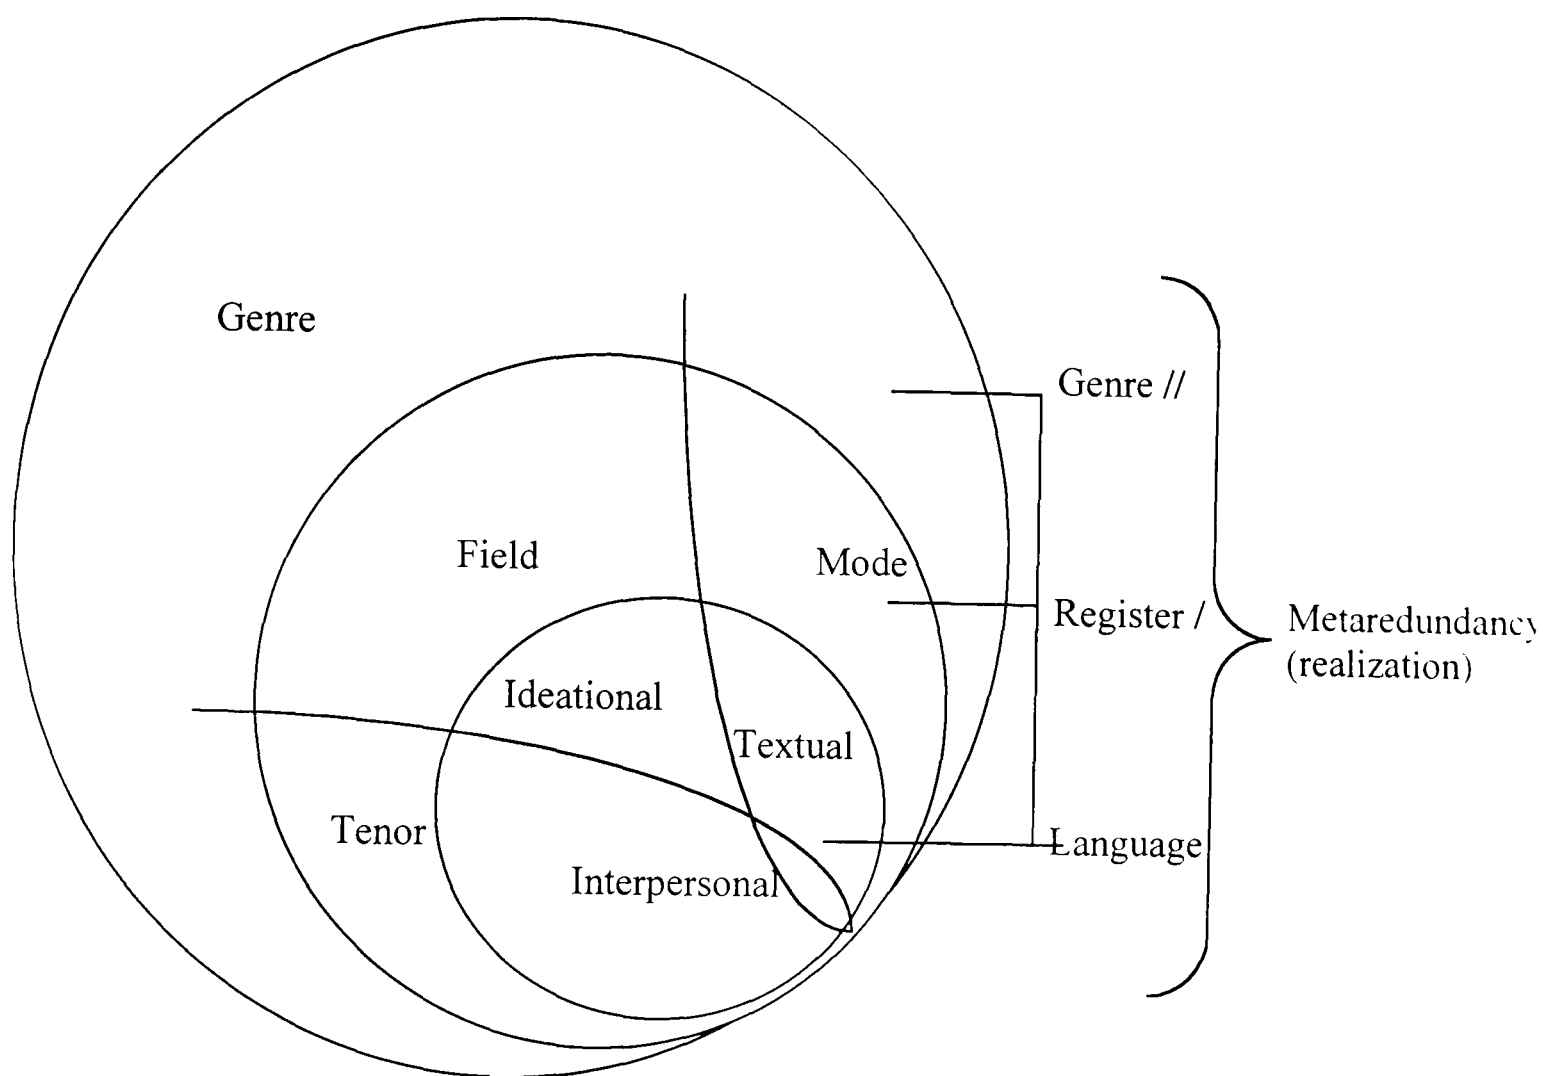 Genre
Genre //
Field
Mode
Register /
Metaredundancy
(realization)
Ideational
Textual
Tenor
Language
Interpersonal